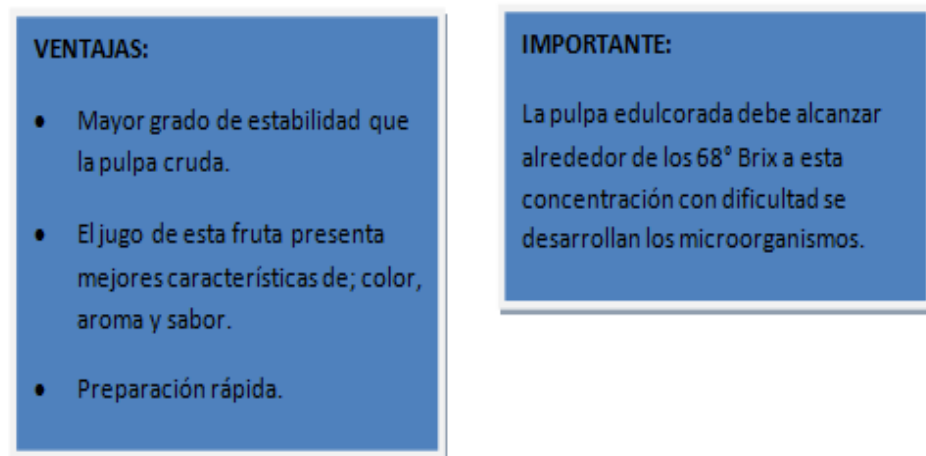 VENTAJAS:
• Mayor grado de estabilidad que
la pulpa cruda.
• El jugo de esta fruta presenta
mejores características de; color,
aroma y sabor.
• Preparación rápida.
IMPORTANTE:
La pulpa edulcorada debe alcanzar
alrededor de los 68° Brix a esta
concentración con dificultad se
desarrollan los microorganismos.